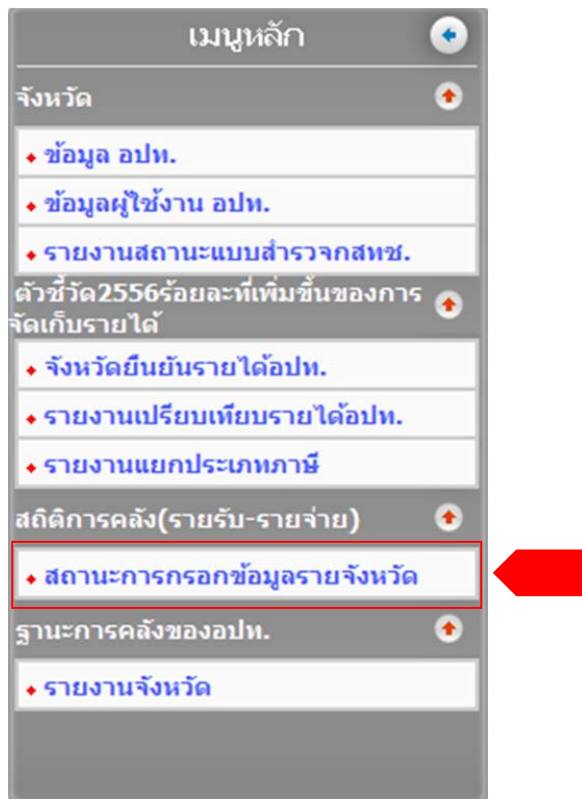 เมนูหลัก
จังหวัด
ข้อมูล อปท.
ข้อมูลผู้ใช้งาน อปท.
รายงานสถานะแบบสำรวจกสทช.
ตัวชี้วัด2556ร้อยละที่เพิ่มขึ้นของการ
จัดเก็บรายได้
จังหวัดยืนยันรายได้อปท.
รายงานเปรียบเทียบรายได้อปท.
รายงานแยกประเภทภาษี
สถิติการคลัง(รายรับ-รายจ่าย)
สถานะการกรอกข้อมูลรายจังหวัด
ฐานะการคลังของอปท.
รายงานจังหวัด